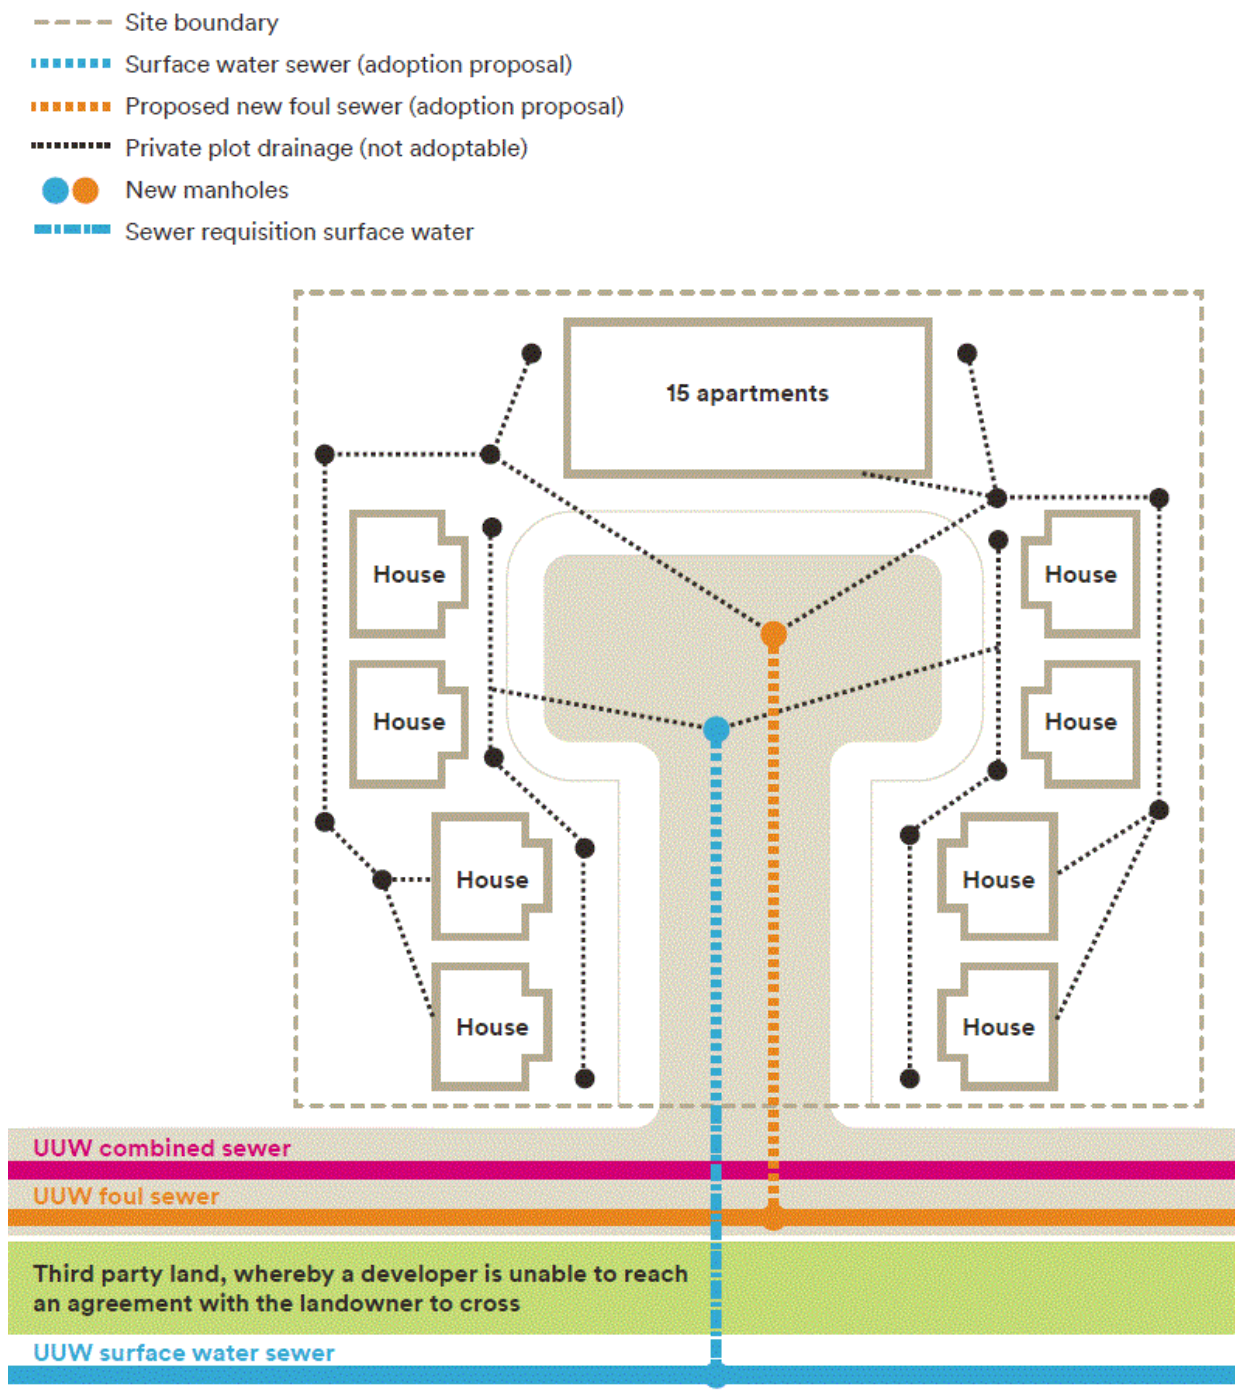 Site boundary
Surface water sewer (adoption proposal)
Proposed new foul sewer (adoption proposal)
Private plot drainage (not adoptable)
New manholes
Sewer requisition surface water
15 apartments
House
House
House
House
House
House
House
House
UUW combined sewer
UUW foul sewer
Third party land, whereby a developer is unable to reach
an agreement with the landowner to cross
UUW surface water sewer